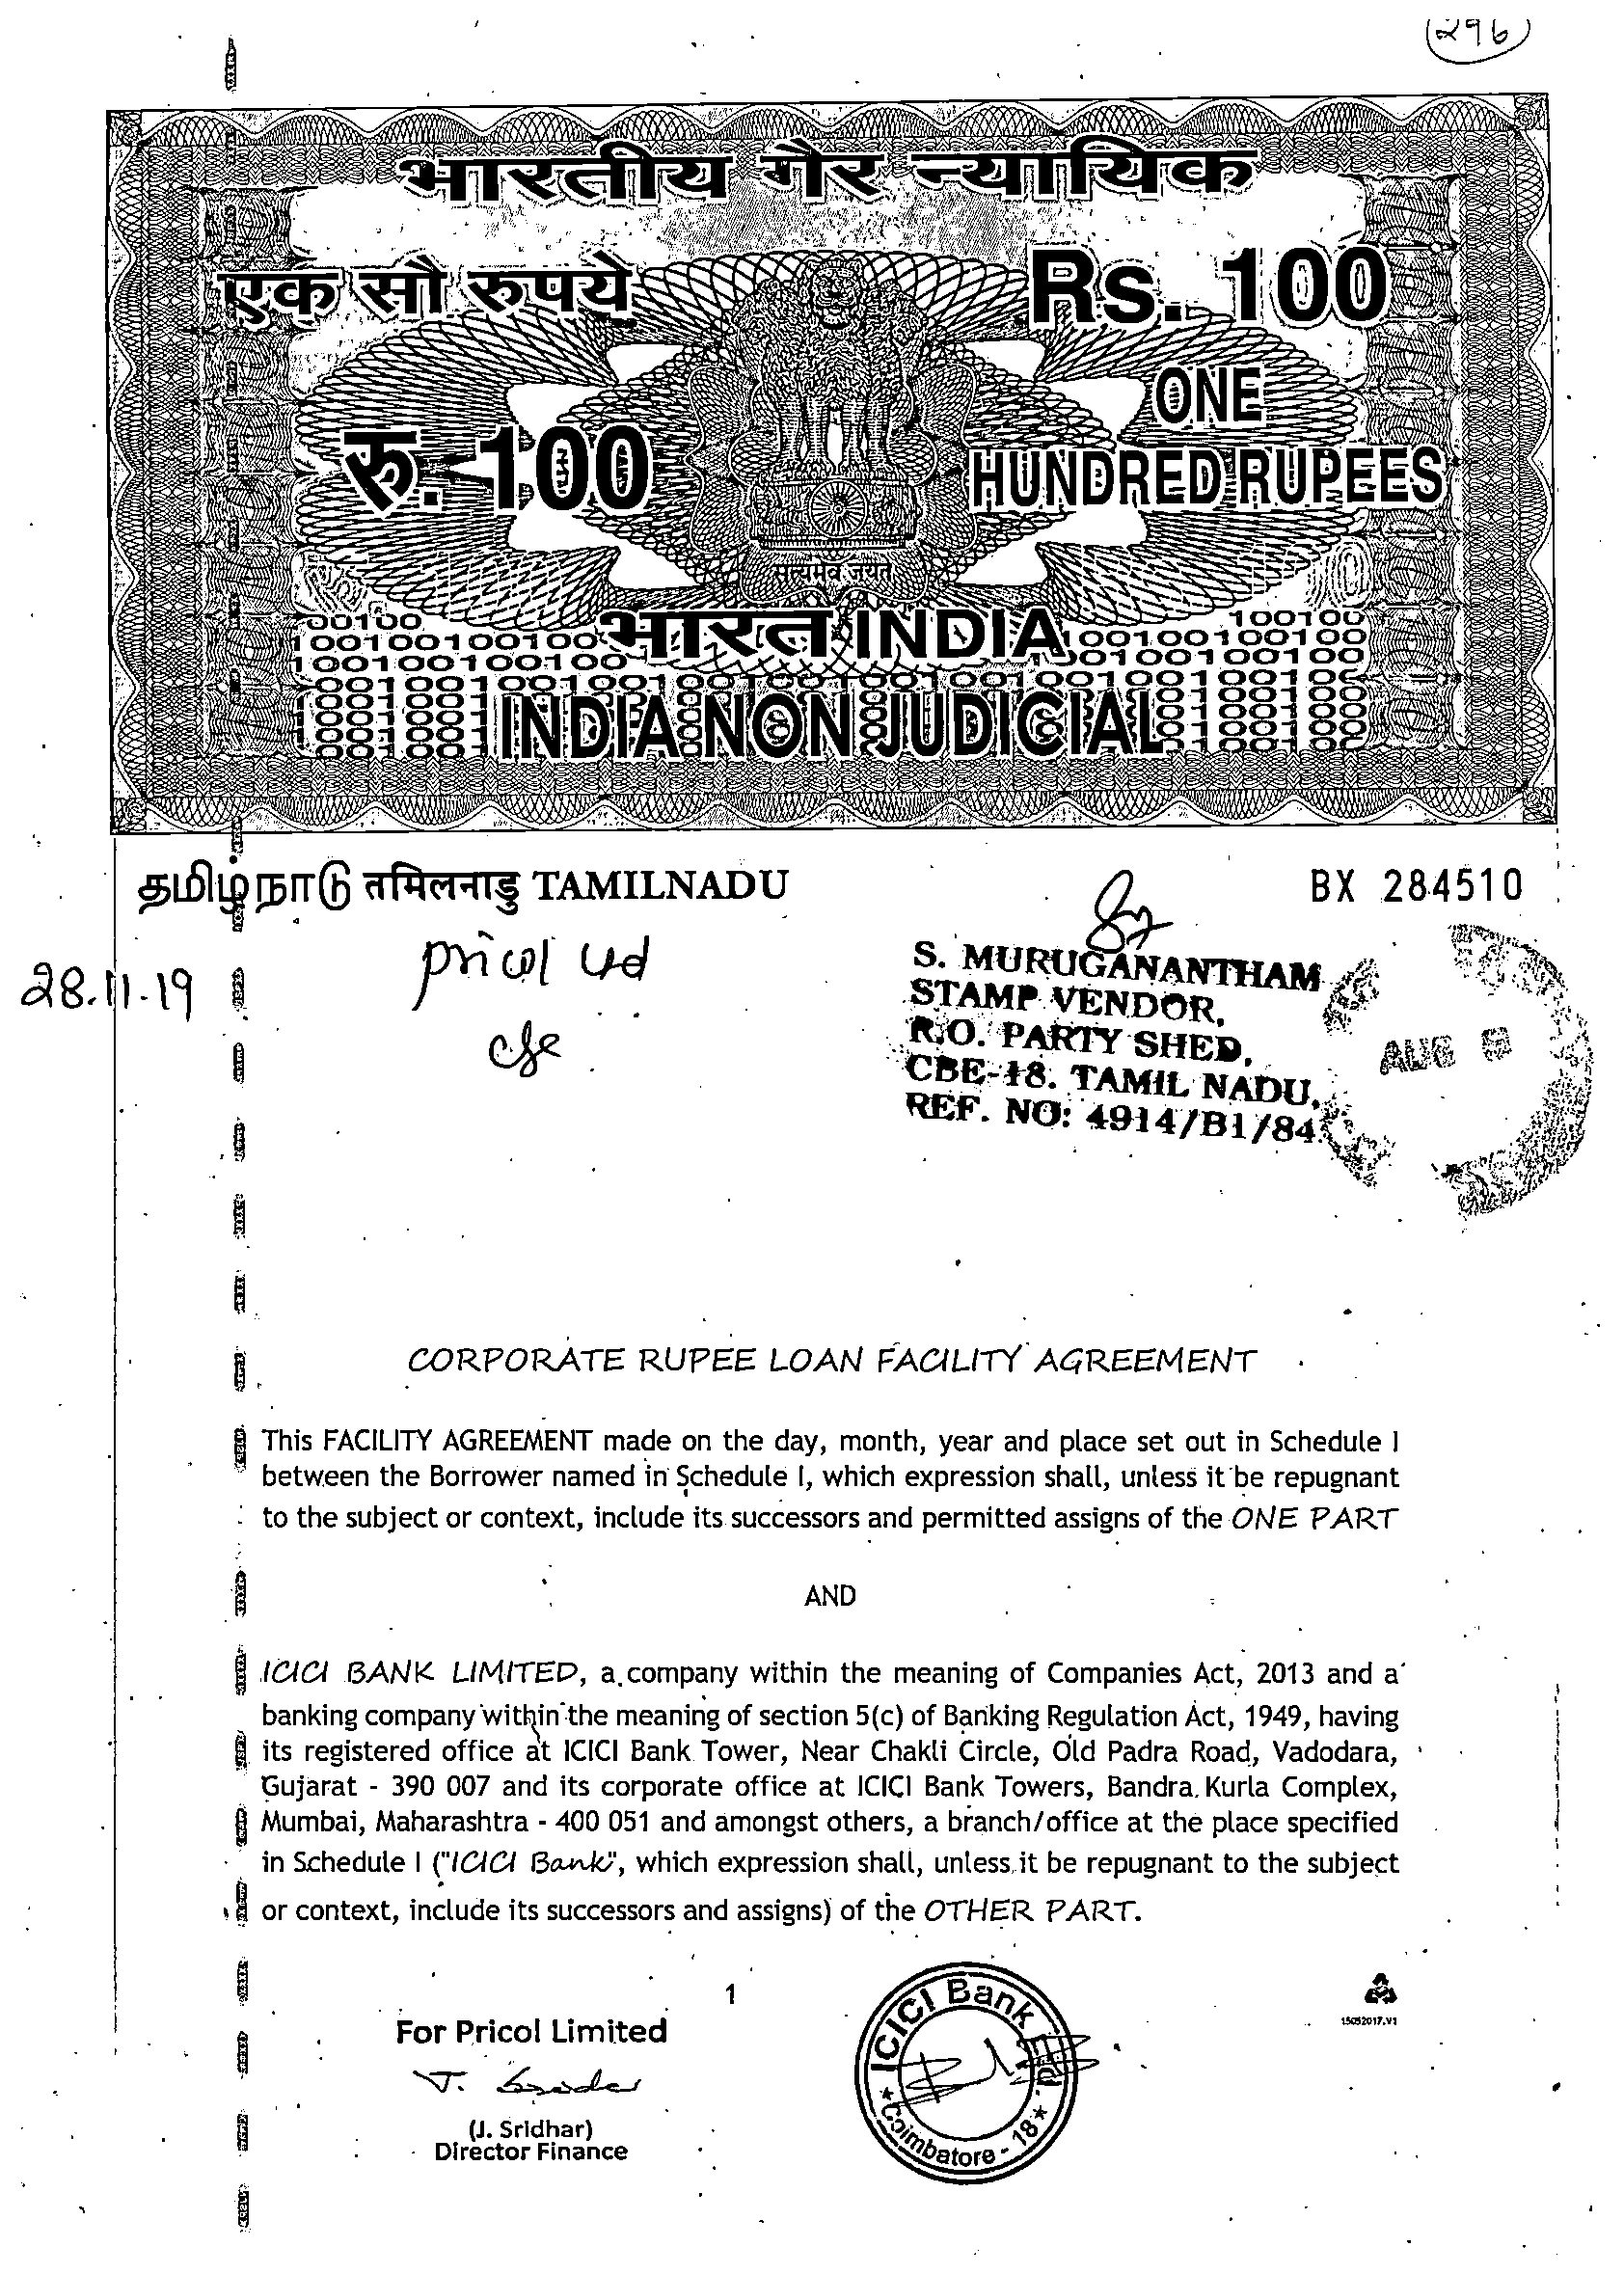 296
भारतीय गैर न्यायिक
एक सौ रुपये
Rs. 100
ONE
रु. 100
HUNDRED RUPEES
सत्यमेव जयते
भारत INDIA
INDIA NON JUDICIAL
தமிழ்நாடு तमिलनाडु TAMILNADU
BX 284510
28.11.19
Pricol Ltd
Cbe
S. MURUGANANTHAM
STAMP VENDOR,
R.O. PARTY SHED,
CBE-18. TAMIL NADU,
REF. NO: 4914/B1/84
AUG
CORPORATE RUPEE LOAN FACILITY AGREEMENT
This FACILITY AGREEMENT made on the day, month, year and place set out in Schedule I
between the Borrower named in Schedule I, which expression shall, unless it be repugnant
to the subject or context, include its successors and permitted assigns of the ONE PART
AND
ICICI BANK LIMITED, a company within the meaning of Companies Act, 2013 and a
banking company within the meaning of section 5(c) of Banking Regulation Act, 1949, having
its registered office at ICICI Bank Tower, Near Chakli Circle, Old Padra Road, Vadodara,
Gujarat - 390 007 and its corporate office at ICICI Bank Towers, Bandra Kurla Complex,
Mumbai, Maharashtra - 400 051 and amongst others, a branch/office at the place specified
in Schedule I ("ICICI Bank", which expression shall, unless it be repugnant to the subject
or context, include its successors and assigns) of the OTHER PART.
1
For Pricol Limited
J. Sridhar
(J. Sridhar)
Director Finance
ICICI Bank Ltd.
* Coimbatore - 18 *
15052017.V1